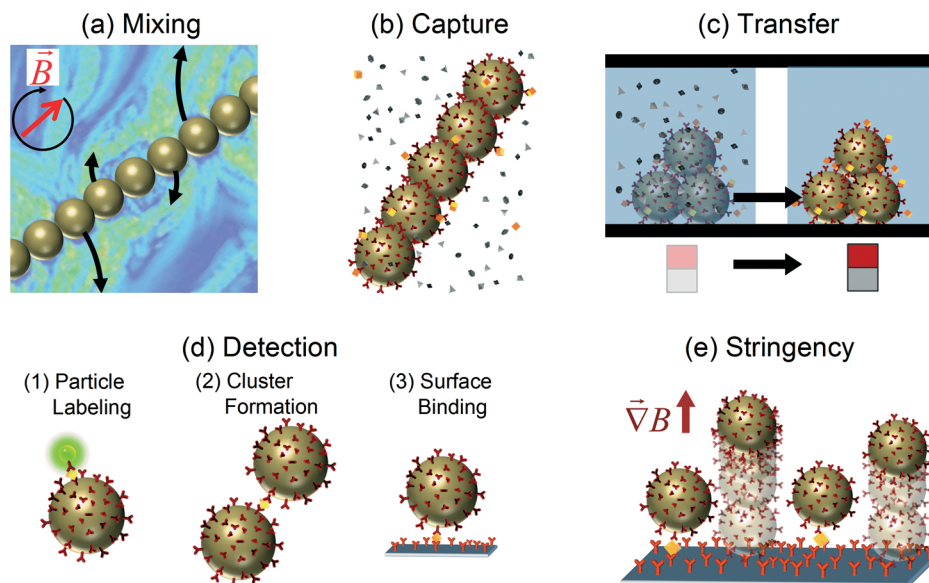 (a) Mixing
(b) Capture
(c) Transfer
B
(d) Detection
(e) Stringency
(1) Particle
Labeling
(2) Cluster
Formation
(3) Surface
Binding
∇B